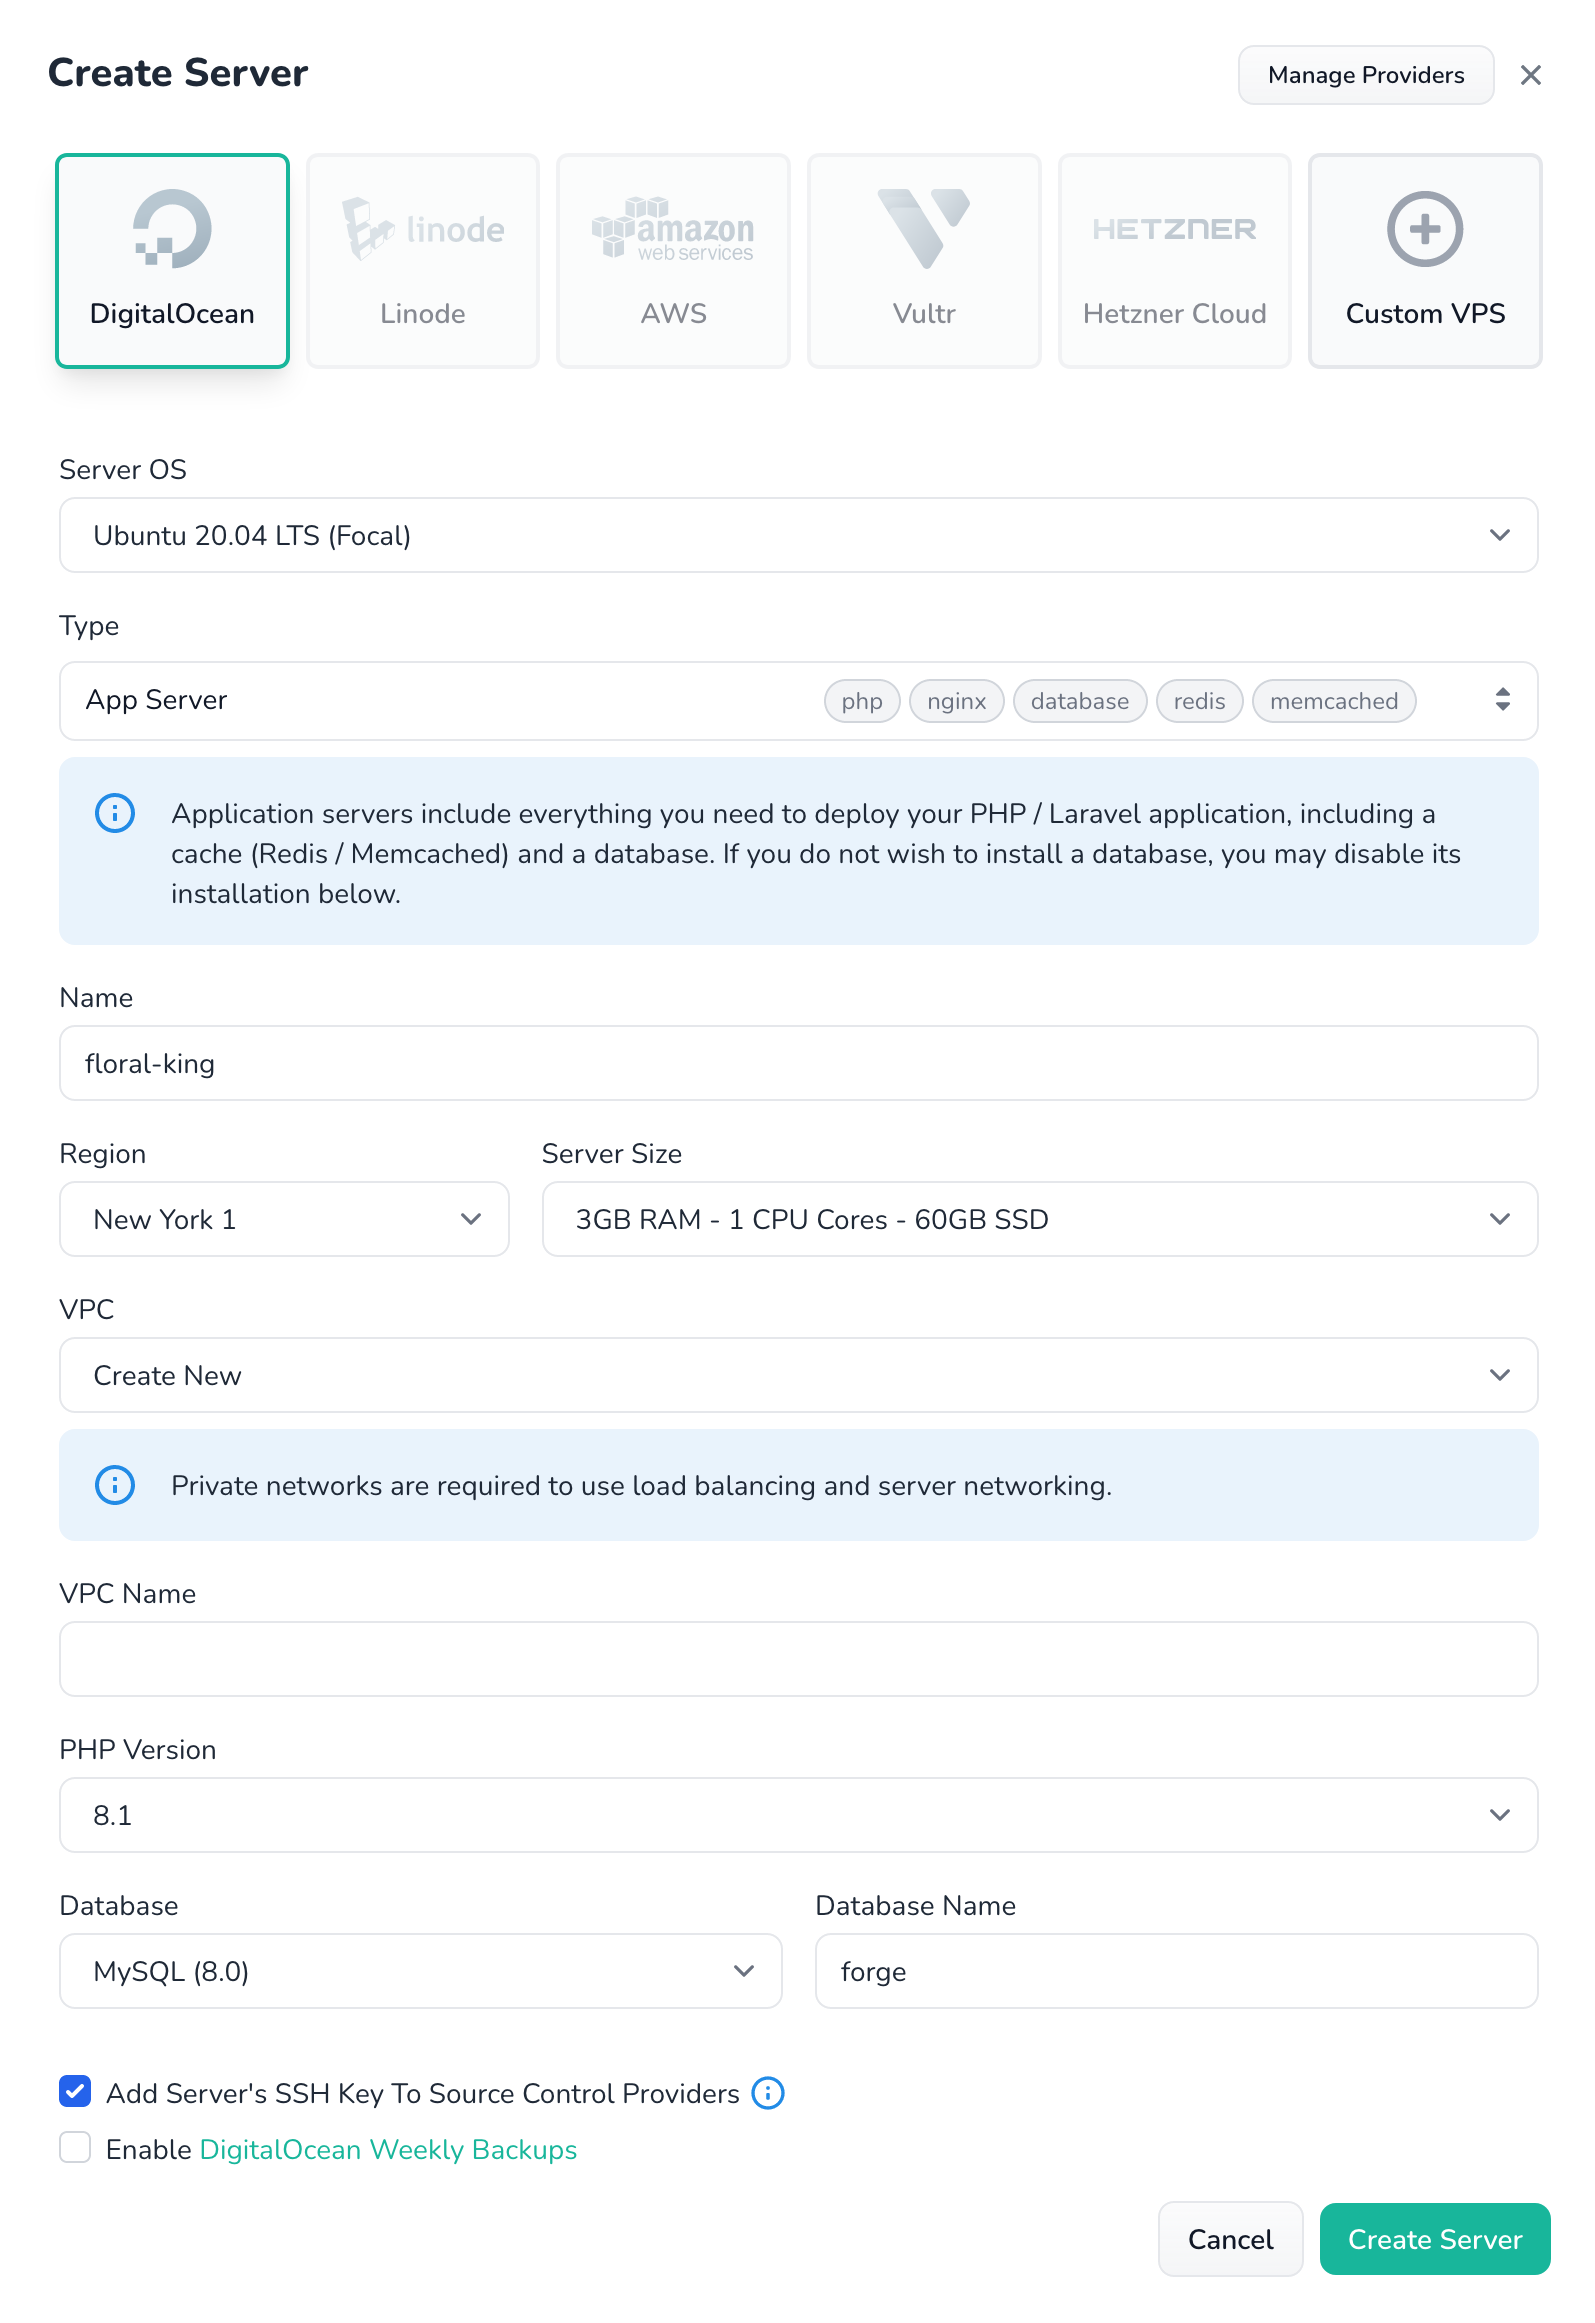 Create Server
Manage Providers
linode
amazon
web services
HETZNER
DigitalOcean
Linode
AWS
Vultr
Hetzner Cloud
Custom VPS
Server OS
Ubuntu 20.04 LTS (Focal)
Type
App Server
php
nginx
database
redis
memcached
Application servers include everything you need to deploy your PHP / Laravel application, including a
cache (Redis / Memcached) and a database. If you do not wish to install a database, you may disable its
installation below.
Name
floral-king
Region
Server Size
New York 1
3GB RAM - 1 CPU Cores - 60GB SSD
VPC
Create New
Private networks are required to use load balancing and server networking.
VPC Name
PHP Version
8.1
Database
Database Name
MySQL (8.0)
forge
Add Server's SSH Key To Source Control Providers
Enable DigitalOcean Weekly Backups
Cancel
Create Server